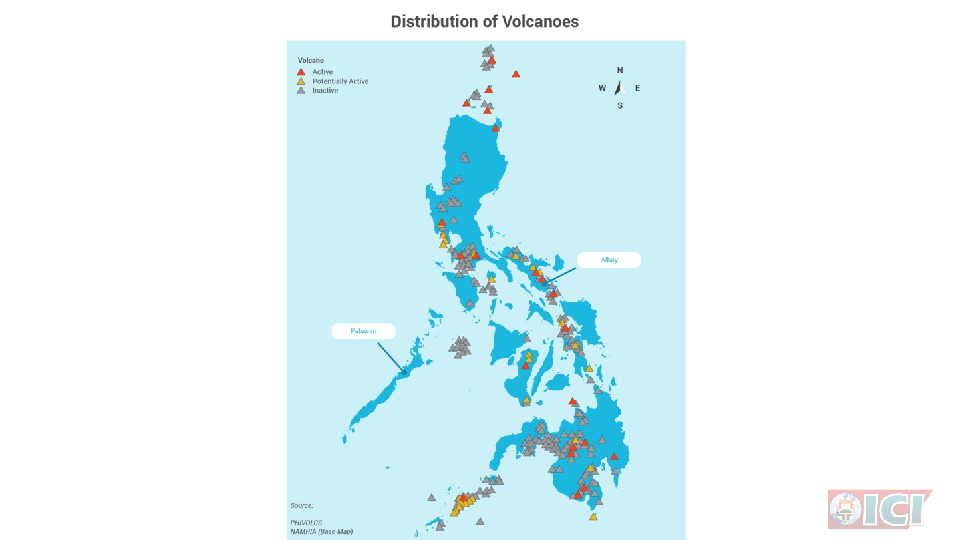 Distribution of Volcanoes
Volcano
Active
Potentially Active
Inactive
N
W E
S
Albay
Palawan
Source:
PHIVOLCS
NAMRIA (Base Map)
ICI